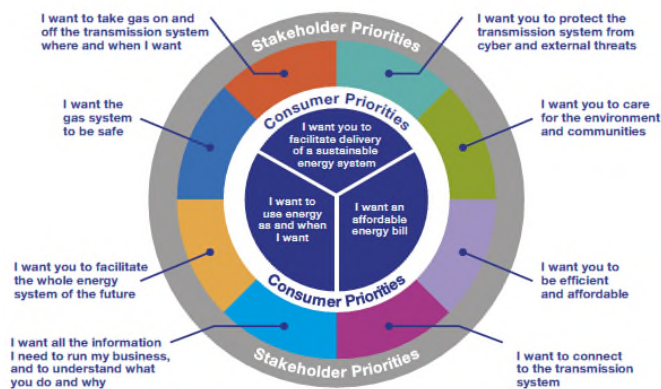 I want to take gas on and
off the transmission system
where and when I want
Stakeholder Priorities
I want you to protect the
transmission system from
cyber and external threats
I want the
gas system
to be safe
Consumer Priorities
I want you to
facilitate delivery
of a sustainable
energy system
I want you to care
for the environment
and communities
I want to
use energy
as and when
I want
I want an
affordable
energy bill
I want you to facilitate
the whole energy
system of the future
Consumer Priorities
I want you to
be efficient
and affordable
I want all the information
I need to run my business,
and to understand what
you do and why
Stakeholder Priorities
I want to connect
to the transmission
system